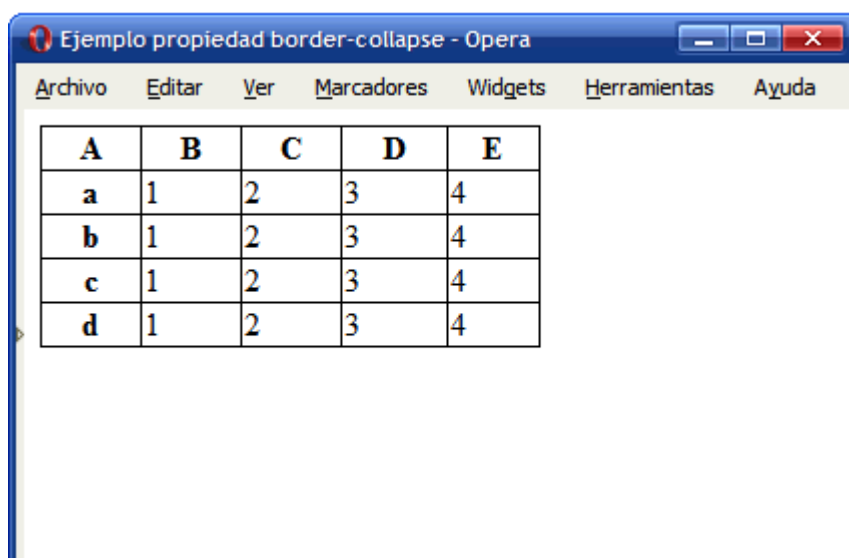 Ejemplo propiedad border-collapse - Opera
Archivo Editar Ver Marcadores Widgets Herramientas Ayuda
A B C D E
a 1 2 3 4
b 1 2 3 4
c 1 2 3 4
d 1 2 3 4